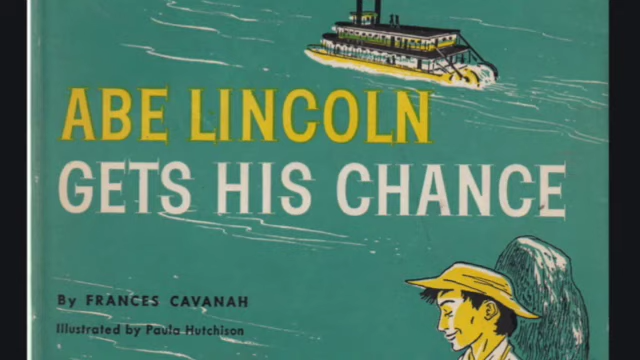 ABE LINCOLN
GETS HIS CHANCE
By FRANCES CAVANAH
Illustrated by Paula Hutchison